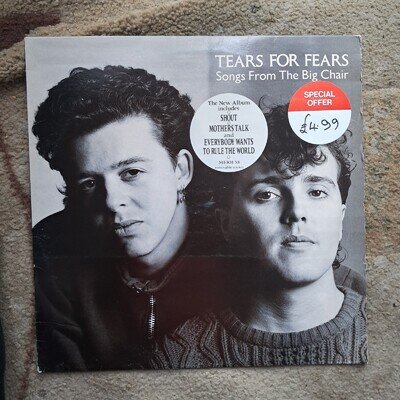 TEARS FOR FEARS
Songs From The Big Chair
The New Album
includes
SHOUT
MOTHERS TALK
and
EVERYBODY WANTS
TO RULE THE WORLD
SPECIAL
OFFER
£4.99